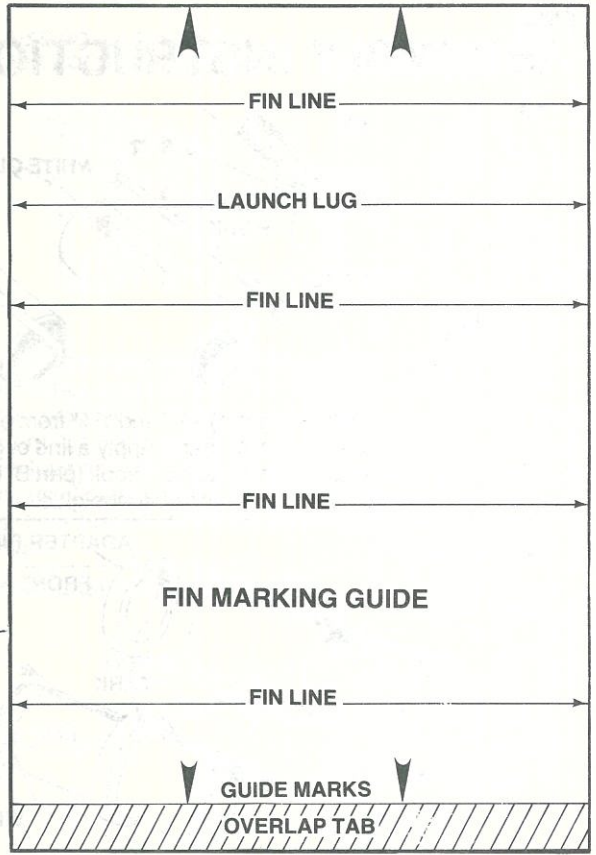 FIN LINE
LAUNCH LUG
FIN LINE
FIN LINE
FIN MARKING GUIDE
FIN LINE
GUIDE MARKS
OVERLAP TAB